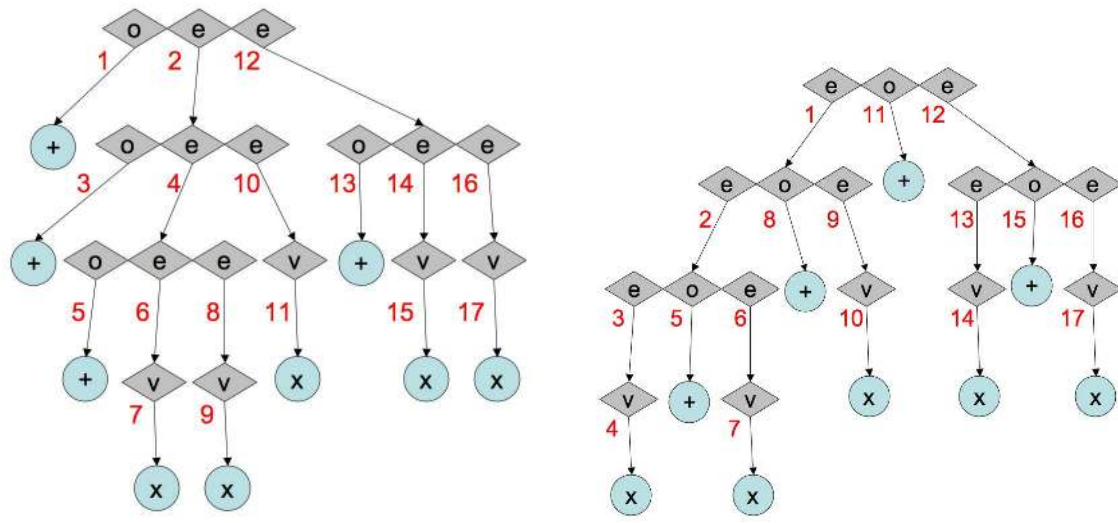 o e e
1 2 12
+ o e e o e e
3 4 10 13 14 16
+ o e e v + v v
5 6 8 11 15 17
+ v v x x x
7 9
x x
e o e
1 11 12
e o e + e o e
2 8 9 13 15 16
e o e + v v + v
3 5 6 10 14 17
v + v x x x
4 7
x x